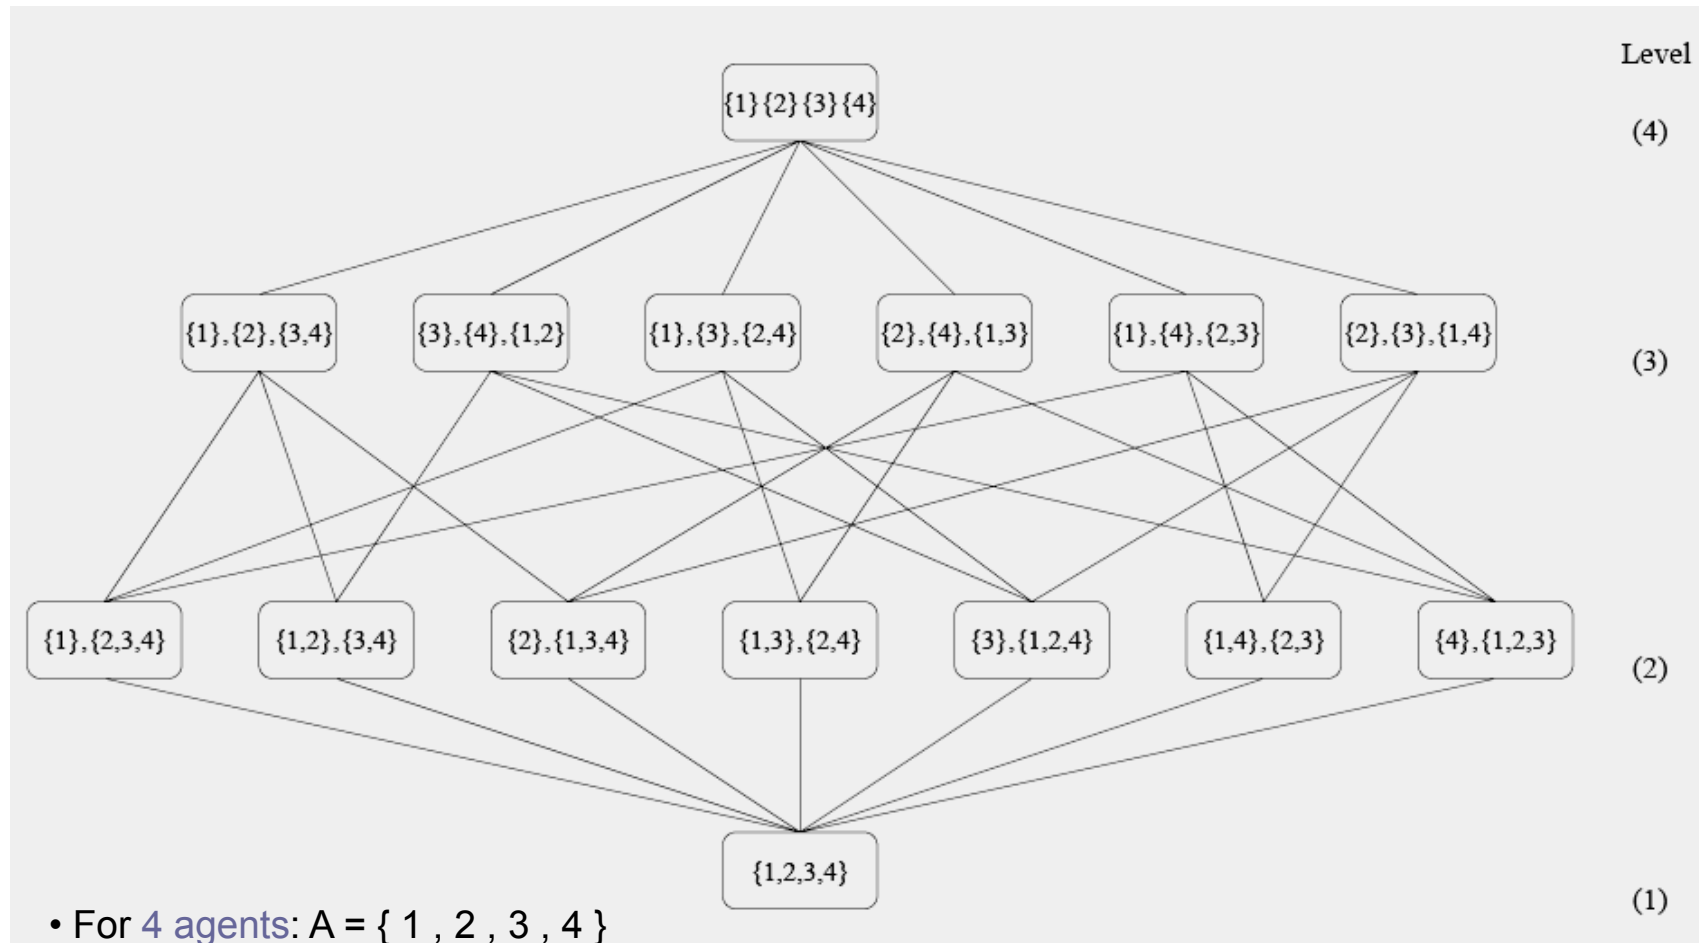 Level
{1}{2}{3}{4}
(4)
{1},{2},{3,4} {3},{4},{1,2} {1},{3},{2,4} {2},{4},{1,3} {1},{4},{2,3} {2},{3},{1,4}
(3)
{1},{2,3,4} {1,2},{3,4} {2},{1,3,4} {1,3},{2,4} {3},{1,2,4} {1,4},{2,3} {4},{1,2,3}
(2)
{1,2,3,4}
(1)
• For 4 agents: A = { 1 , 2 , 3 , 4 }